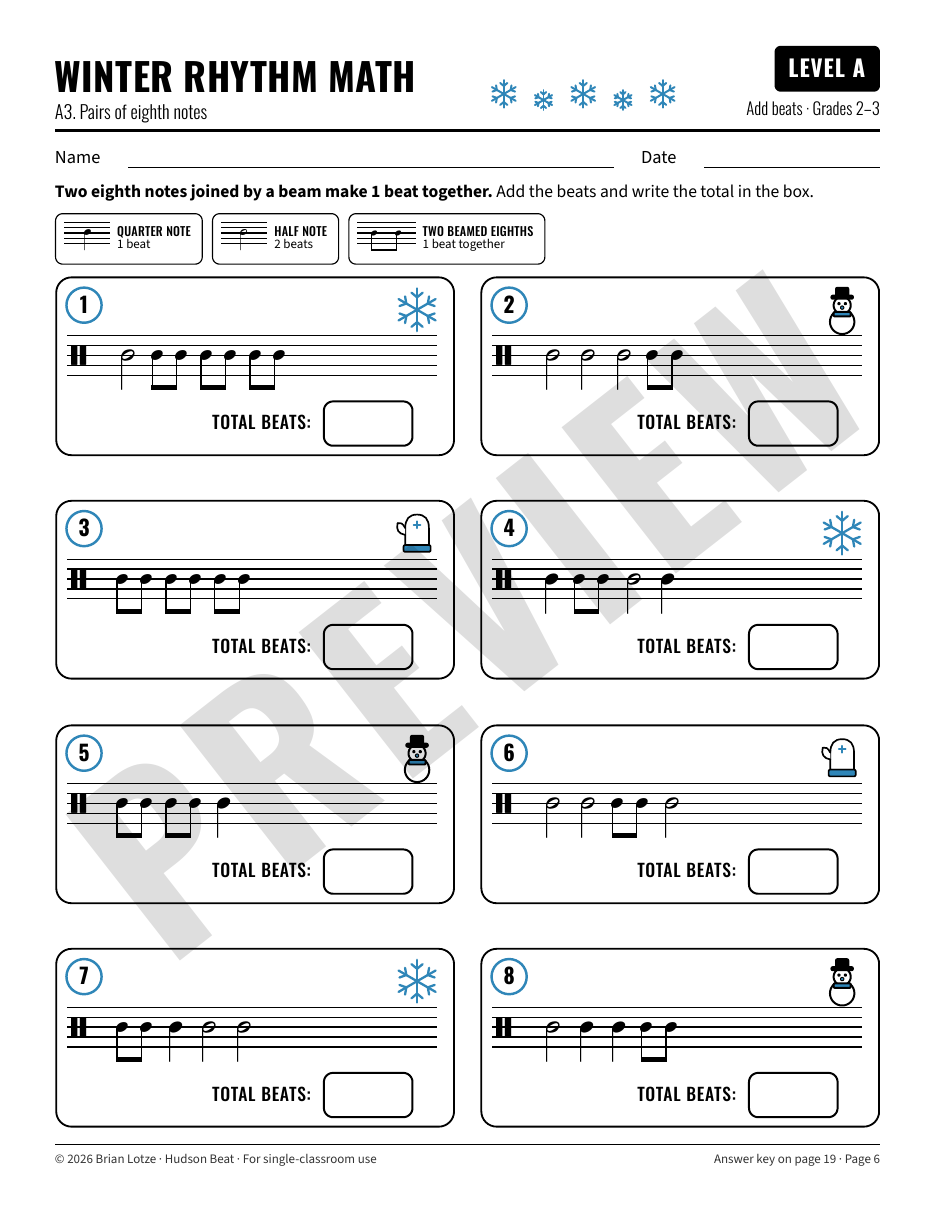 WINTER RHYTHM MATH
LEVEL A
A3. Pairs of eighth notes
Add beats · Grades 2–3
Name
Date
Two eighth notes joined by a beam make 1 beat together. Add the beats and write the total in the box.
QUARTER NOTE
1 beat
HALF NOTE
2 beats
TWO BEAMED EIGHTHS
1 beat together
1
TOTAL BEATS:
2
TOTAL BEATS:
3
TOTAL BEATS:
4
TOTAL BEATS:
5
TOTAL BEATS:
6
TOTAL BEATS:
7
TOTAL BEATS:
8
TOTAL BEATS:
PREVIEW
© 2026 Brian Lotze · Hudson Beat · For single-classroom use
Answer key on page 19 · Page 6